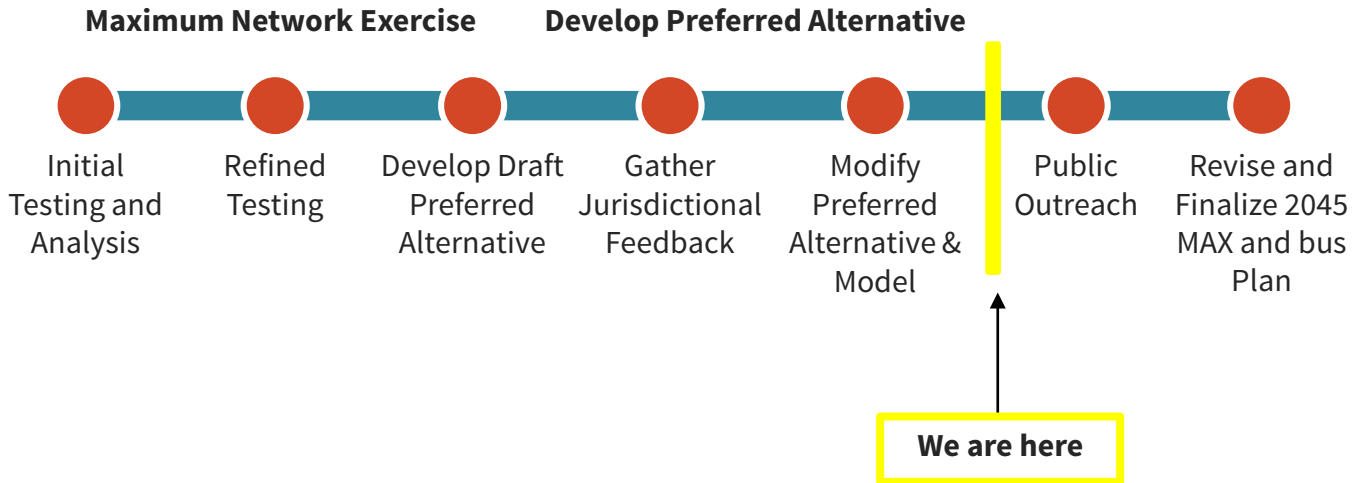 Maximum Network Exercise
Develop Preferred Alternative
Initial
Testing and
Analysis
Refined
Testing
Develop Draft
Preferred
Alternative
Gather
Jurisdictional
Feedback
Modify
Preferred
Alternative &
Model
Public
Outreach
Revise and
Finalize 2045
MAX and bus
Plan
We are here